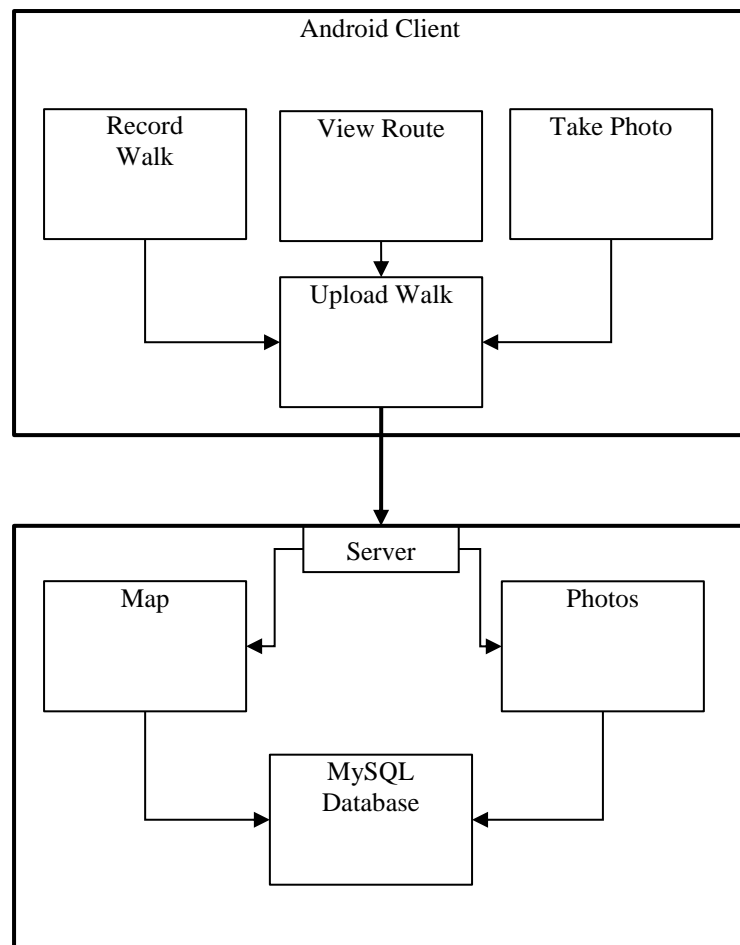 Android Client
Record
Walk
View Route
Take Photo
Upload Walk
Server
Map
Photos
MySQL
Database